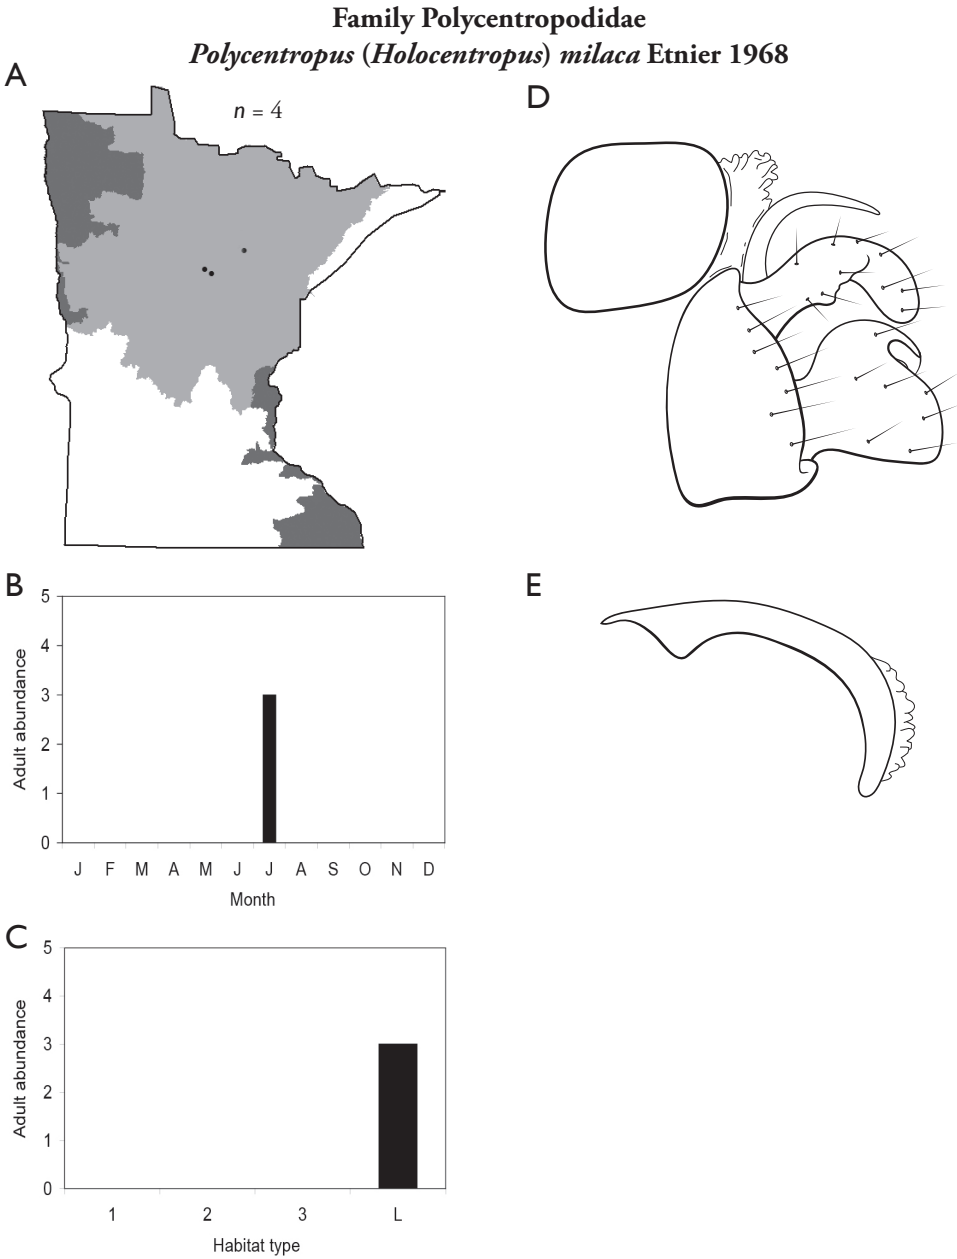 Family Polycentropodidae
Polycentropus (Holocentropus) milaca Etnier 1968
A
n = 4
B
5
4
3
2
1
0
Adult abundance
J F M A M J J A S O N D
Month
C
5
4
3
2
1
0
Adult abundance
1 2 3 L
Habitat type
D
E